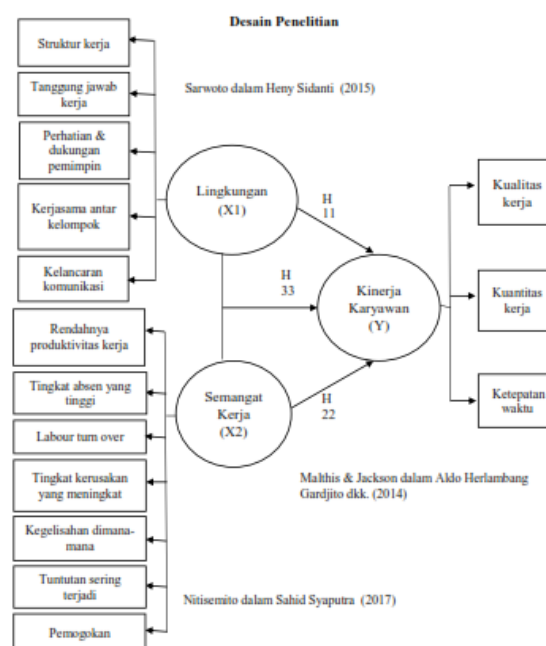 Desain Penelitian
Struktur kerja
Tanggung jawab
kerja
Perhatian &
dukungan
pemimpin
Kerjasama antar
kelompok
Kelancaran
komunikasi
Sarwoto dalam Heny Sidanti (2015)
Lingkungan
(X1)
H
11
H
33
Kinerja
Karyawan
(Y)
Kualitas
kerja
Kuantitas
kerja
Ketepatan
waktu
Rendahnya
produktivitas kerja
Tingkat absen yang
tinggi
Labour turn over
Tingkat kerusakan
yang meningkat
Kegelisahan dimana-
mana
Tuntutan sering
terjadi
Pemogokan
Semangat
Kerja
(X2)
H
22
Malthis & Jackson dalam Aldo Herlambang
Gardjito dkk. (2014)
Nitisemito dalam Sahid Syaputra (2017)